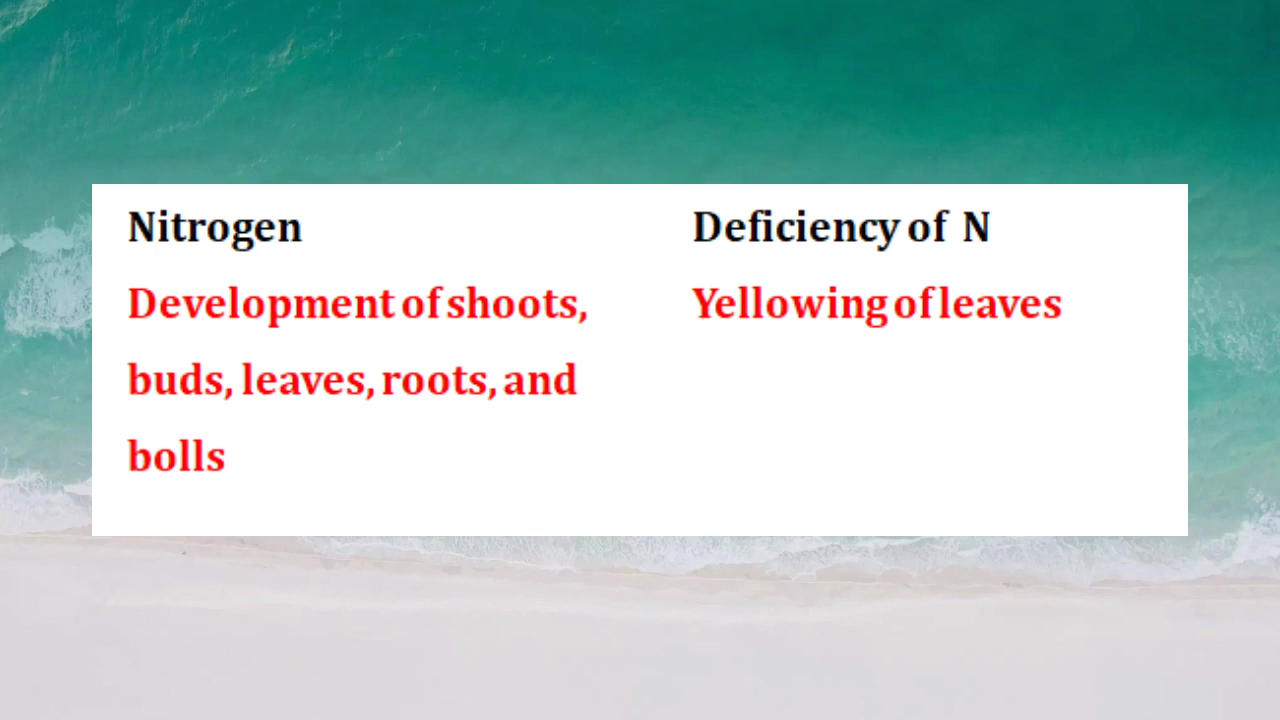 Nitrogen
Development of shoots,
buds, leaves, roots, and
bolls
Deficiency of N
Yellowing of leaves